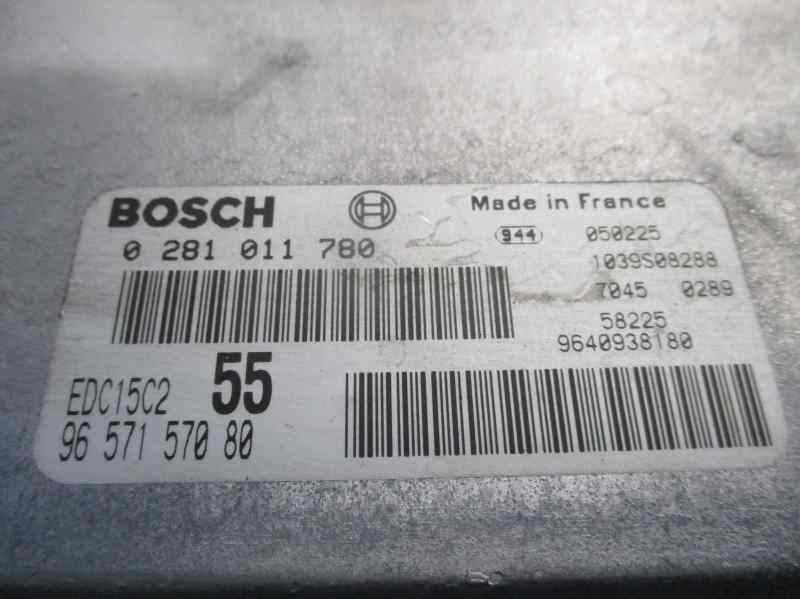 BOSCH Made in France
0 281 011 780 944 050225
1039S08288
7045 0289
58225
9640938180
EDC15C2 55
96 571 570 80